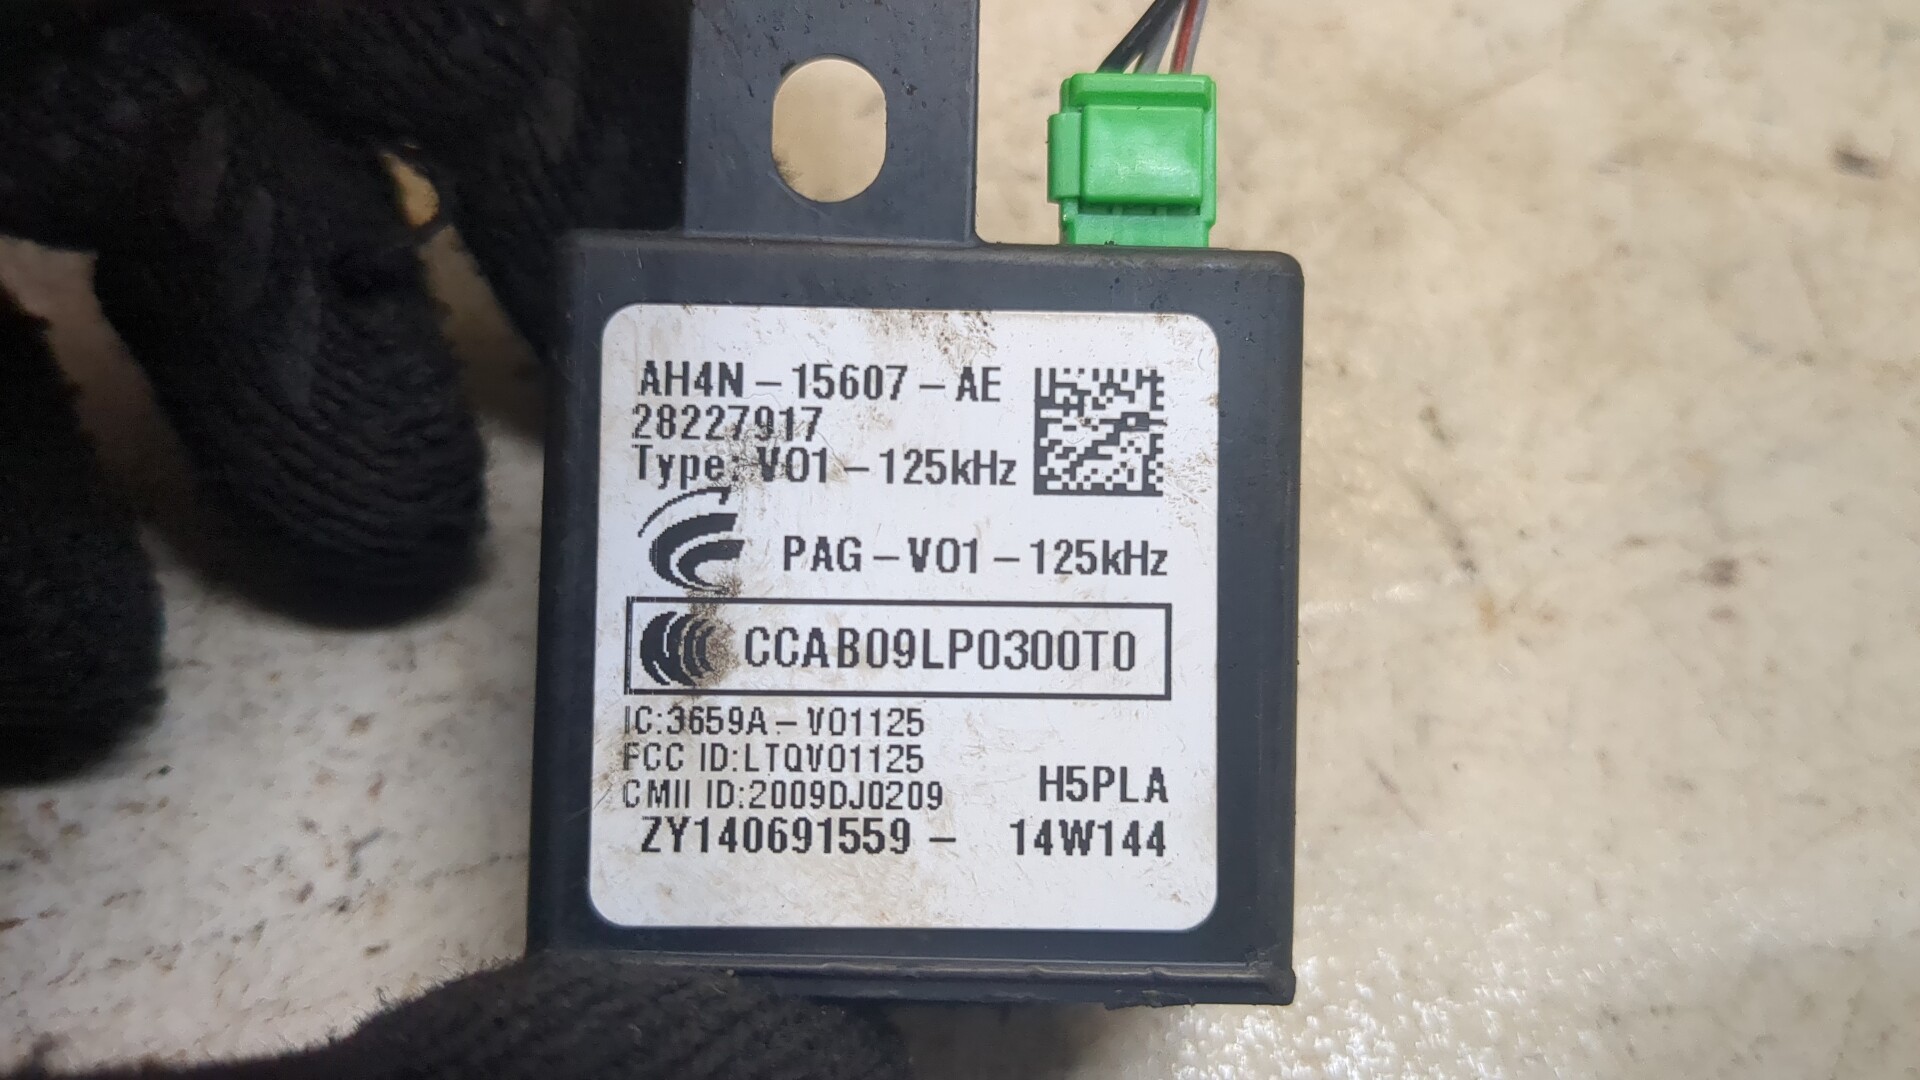 AH4N-15607-AE
28227917
Type: V01-125kHz
PAG-V01-125kHz
CCAB09LP0300T0
IC:3659A-V01125
FCC ID:LTQV01125
CMII ID:2009DJ0209
H5PLA
ZY140691559- 14W144